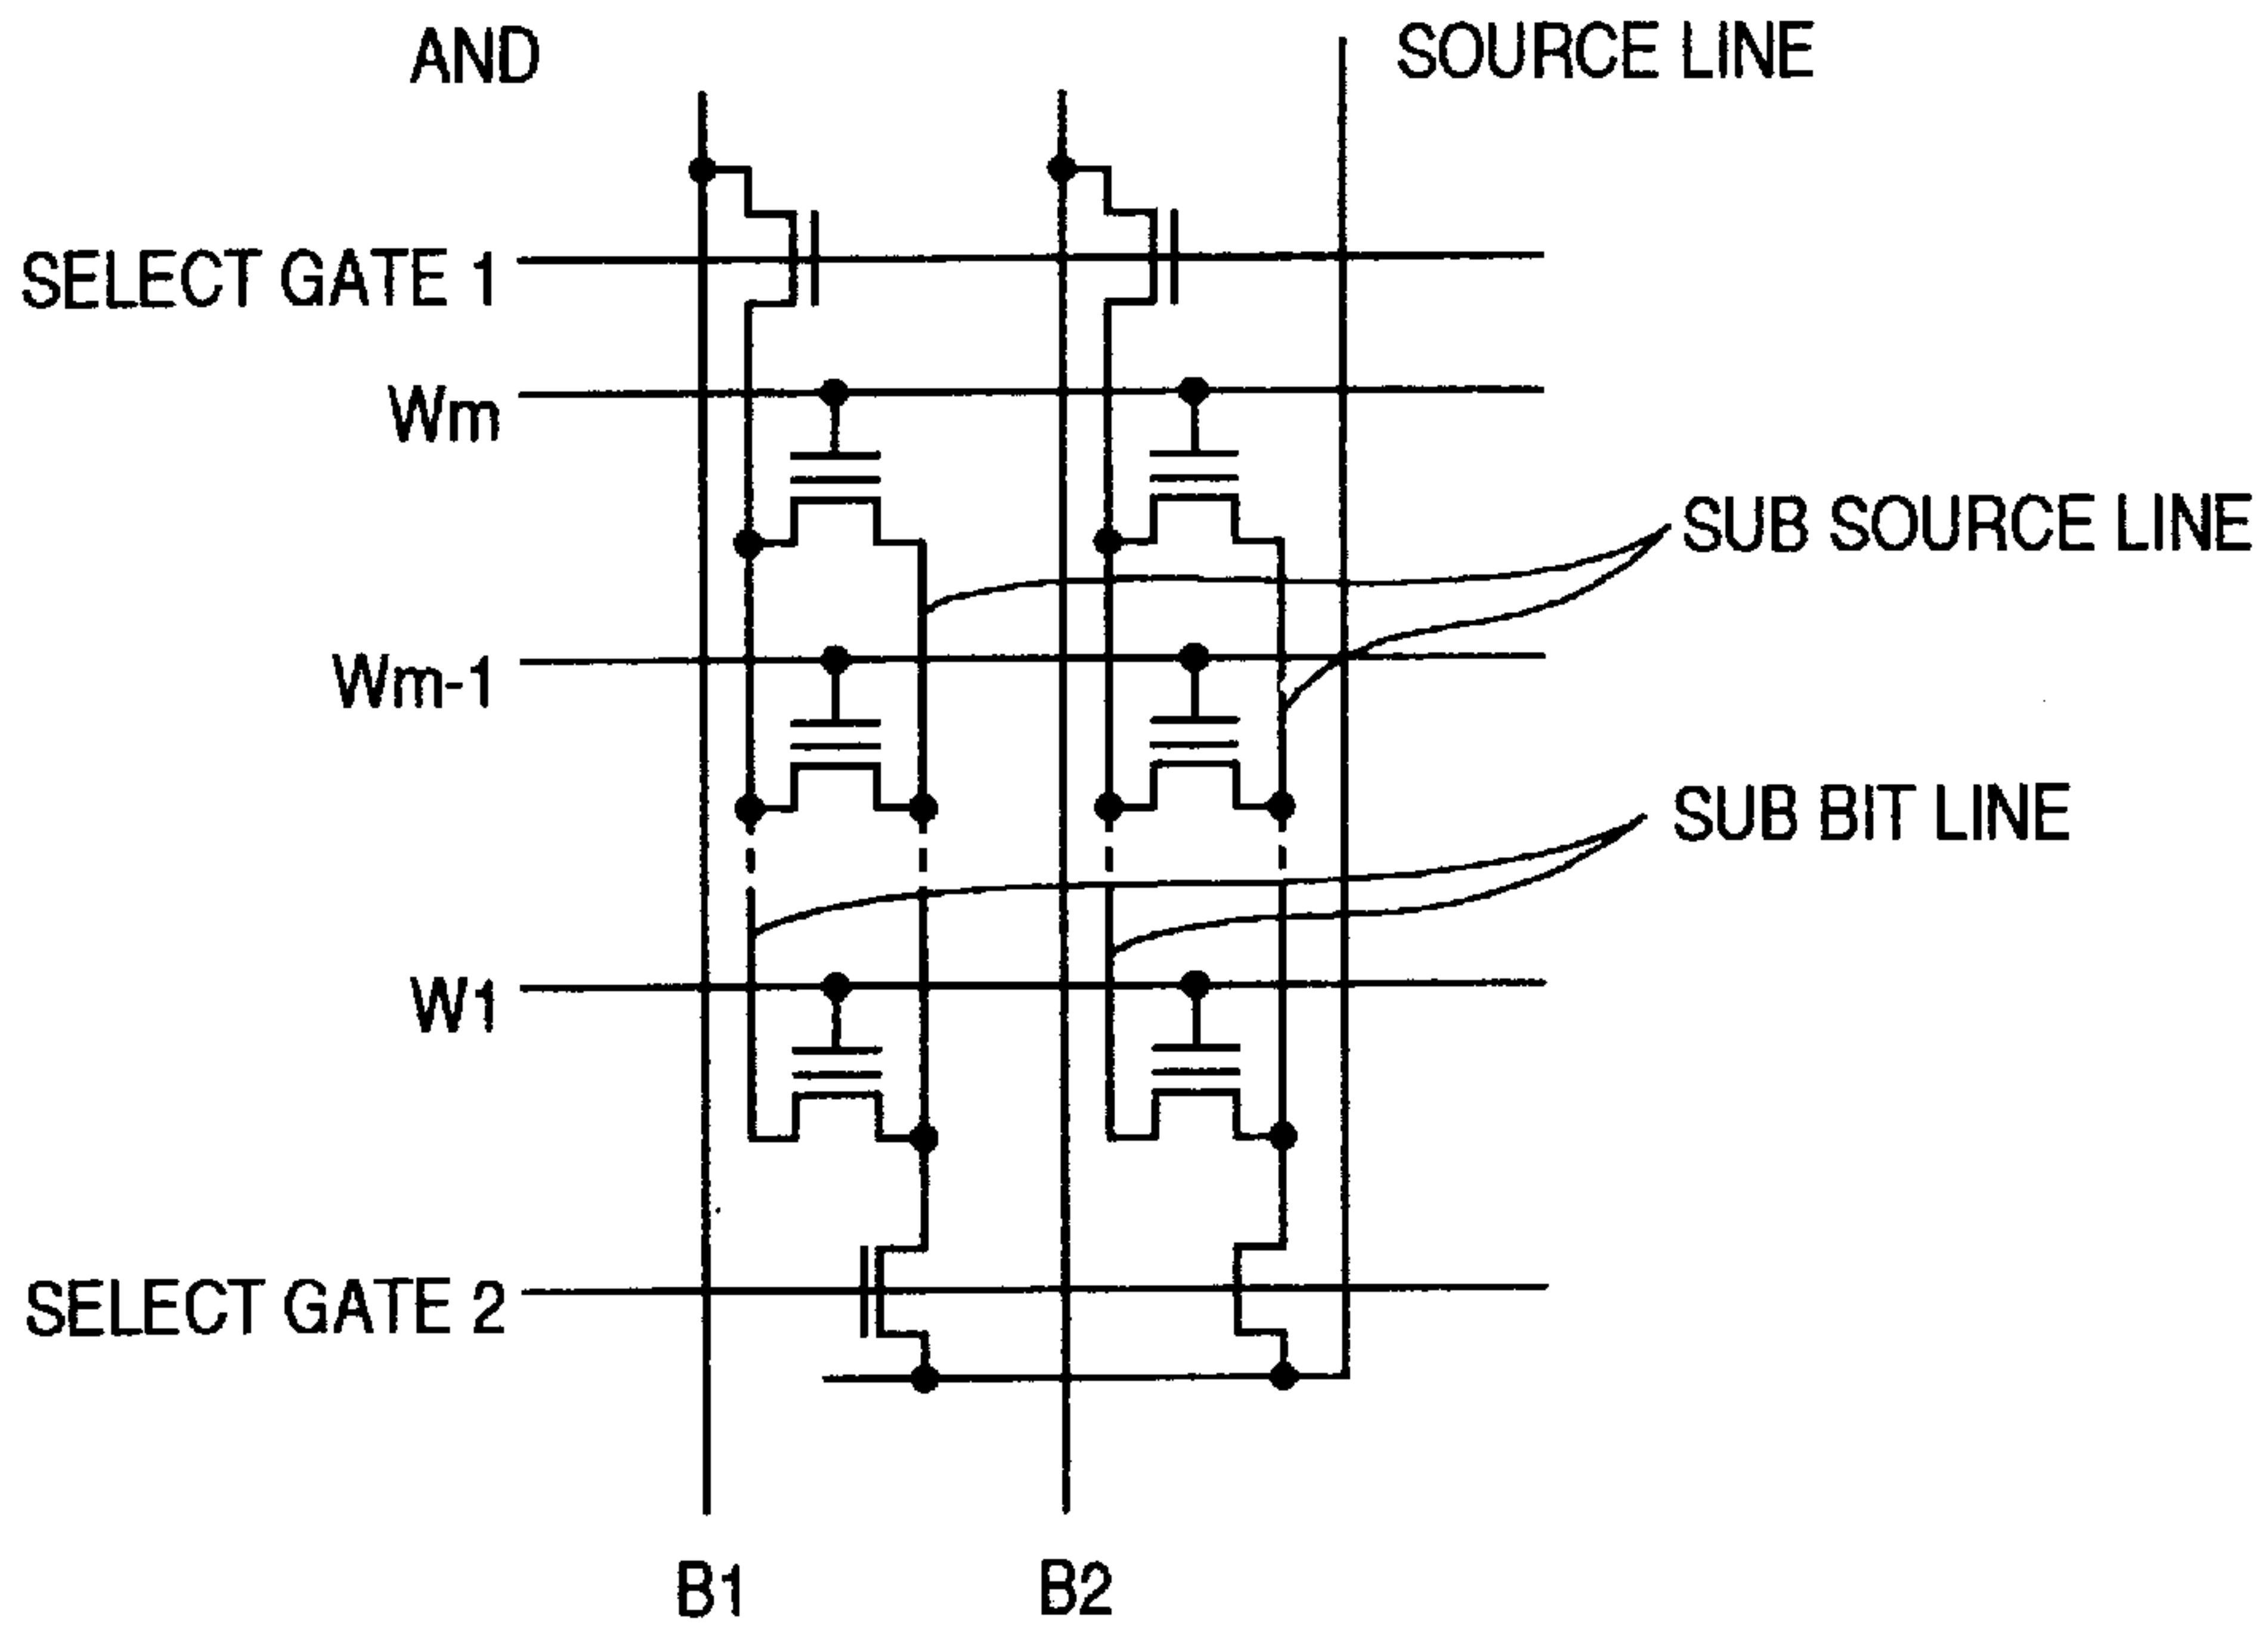 AND
SOURCE LINE
SELECT GATE 1
Wm
SUB SOURCE LINE
Wm-1
SUB BIT LINE
W1
SELECT GATE 2
B1
B2